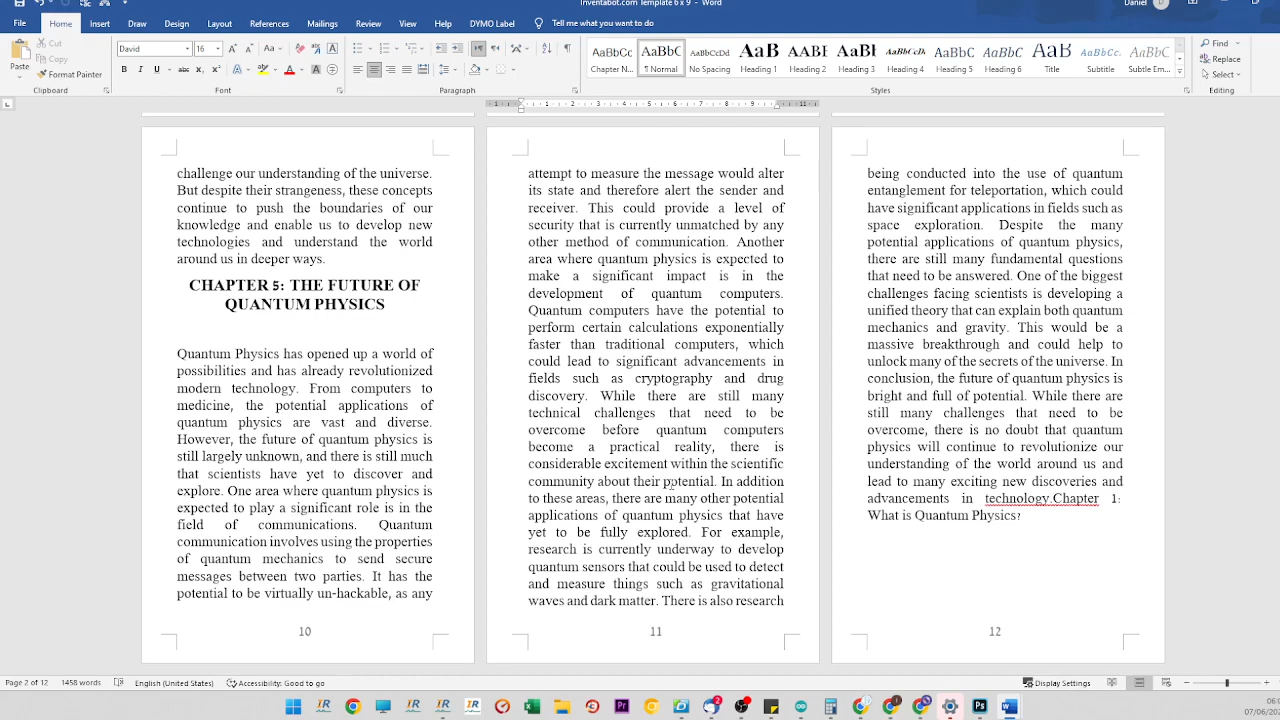 Inventabot.com Template 6 x 9 - Word
Daniel D
File Home Insert Draw Design Layout References Mailings Review View Help DYMO Label Tell me what you want to do
Paste
Cut
Copy
Format Painter
Clipboard
David 16
Font
Paragraph
AaBbCc AaBbC AaBbCcDd AaB AABB AaBI AaBbCcDı AaBbC AaBbC AaB AaBbCc. AaBbC
Chapter N... ¶ Normal No Spacing Heading 1 Heading 2 Heading 3 Heading 4 Heading 5 Heading 6 Title Subtitle Subtle Em...
Styles
Find
Replace
Select
Editing
challenge our understanding of the universe.
But despite their strangeness, these concepts
continue to push the boundaries of our
knowledge and enable us to develop new
technologies and understand the world
around us in deeper ways.
CHAPTER 5: THE FUTURE OF
QUANTUM PHYSICS
Quantum Physics has opened up a world of
possibilities and has already revolutionized
modern technology. From computers to
medicine, the potential applications of
quantum physics are vast and diverse.
However, the future of quantum physics is
still largely unknown, and there is still much
that scientists have yet to discover and
explore. One area where quantum physics is
expected to play a significant role is in the
field of communications. Quantum
communication involves using the properties
of quantum mechanics to send secure
messages between two parties. It has the
potential to be virtually un-hackable, as any
10
attempt to measure the message would alter
its state and therefore alert the sender and
receiver. This could provide a level of
security that is currently unmatched by any
other method of communication. Another
area where quantum physics is expected to
make a significant impact is in the
development of quantum computers.
Quantum computers have the potential to
perform certain calculations exponentially
faster than traditional computers, which
could lead to significant advancements in
fields such as cryptography and drug
discovery. While there are still many
technical challenges that need to be
overcome before quantum computers
become a practical reality, there is
considerable excitement within the scientific
community about their potential. In addition
to these areas, there are many other potential
applications of quantum physics that have
yet to be fully explored. For example,
research is currently underway to develop
quantum sensors that could be used to detect
and measure things such as gravitational
waves and dark matter. There is also research
11
being conducted into the use of quantum
entanglement for teleportation, which could
have significant applications in fields such as
space exploration. Despite the many
potential applications of quantum physics,
there are still many fundamental questions
that need to be answered. One of the biggest
challenges facing scientists is developing a
unified theory that can explain both quantum
mechanics and gravity. This would be a
massive breakthrough and could help to
unlock many of the secrets of the universe. In
conclusion, the future of quantum physics is
bright and full of potential. While there are
still many challenges that need to be
overcome, there is no doubt that quantum
physics will continue to revolutionize our
understanding of the world around us and
lead to many exciting new discoveries and
advancements in technology.Chapter 1:
What is Quantum Physics?
12
Page 2 of 12 1458 words English (United States) Accessibility: Good to go Display Settings